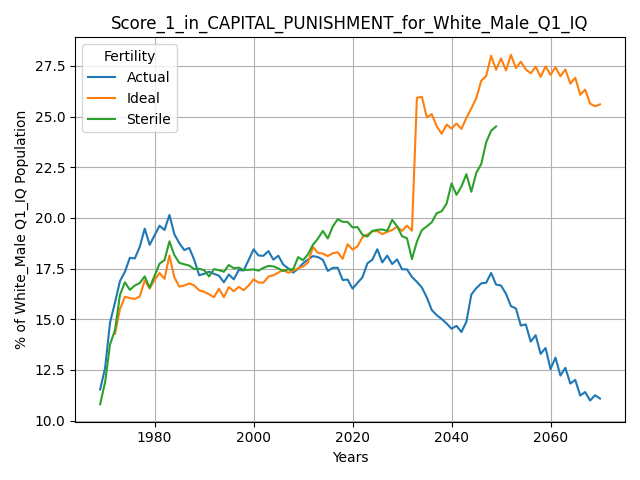 Score_1_in_CAPITAL_PUNISHMENT_for_White_Male_Q1_IQ
Fertility
Actual
Ideal
Sterile
% of White_Male Q1_IQ Population
27.5
25.0
22.5
20.0
17.5
15.0
12.5
10.0
1980
2000
2020
2040
2060
Years